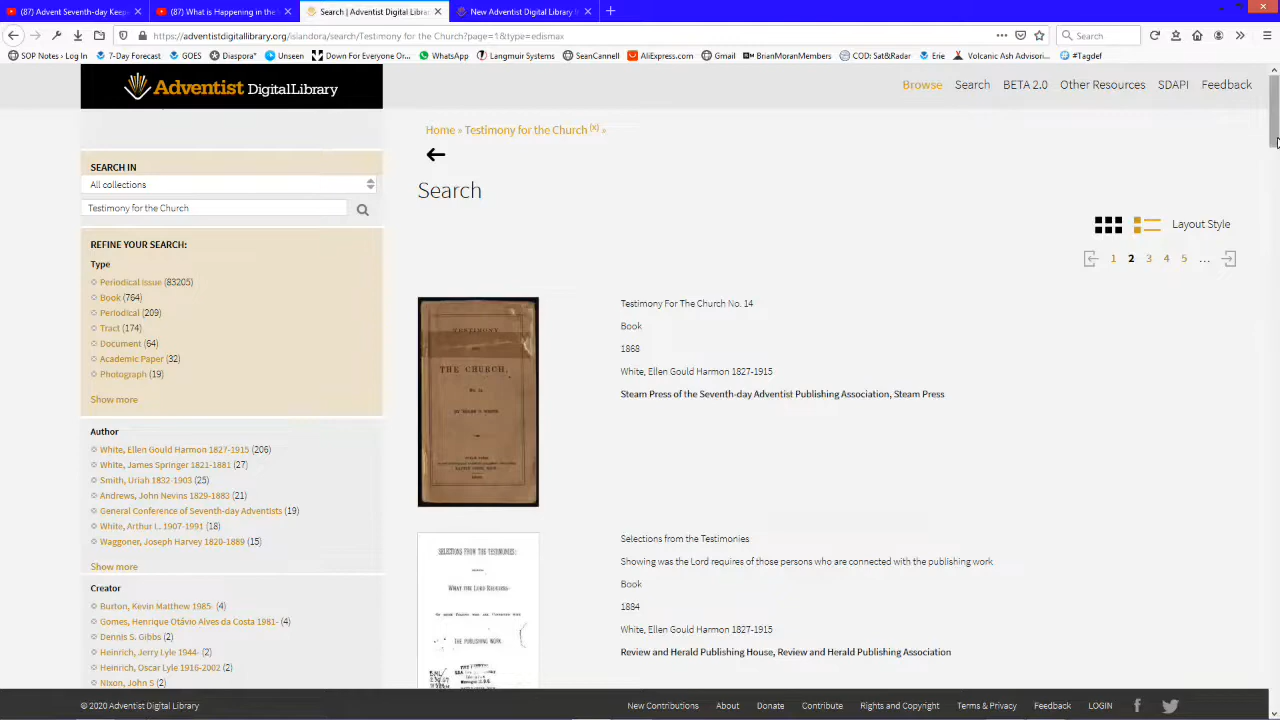 (87) Advent Seventh-day Keep
(87) What is Happening in the
Search | Adventist Digital Libra
New Adventist Digital Library I
https://adventistdigitallibrary.org/islandora/search/Testimony for the Church?page=1&type=edismax
Search
SOP Notes › Log In
7-Day Forecast
GOES
Diaspora*
Unseen
Down For Everyone Or...
WhatsApp
Langmuir Systems
SeanCannell
AliExpress.com
Gmail
BrianMoranMembers
COD: Sat&Radar
Erie
Volcanic Ash Advisori...
#Tagdef
Adventist DigitalLibrary
Browse
Search
BETA 2.0
Other Resources
SDAPI
Feedback
Home » Testimony for the Church (x) »
SEARCH IN
All collections
Testimony for the Church
Search
Layout Style
1 2 3 4 5 ...
REFINE YOUR SEARCH:
Type
Periodical Issue (83205)
Book (764)
Periodical (209)
Tract (174)
Document (64)
Academic Paper (32)
Photograph (19)
Show more
Author
White, Ellen Gould Harmon 1827-1915 (206)
White, James Springer 1821-1881 (27)
Smith, Uriah 1832-1903 (25)
Andrews, John Nevins 1829-1883 (21)
General Conference of Seventh-day Adventists (19)
White, Arthur L. 1907-1991 (18)
Waggoner, Joseph Harvey 1820-1889 (15)
Show more
Creator
Burton, Kevin Matthew 1985- (4)
Gomes, Henrique Otávio Alves da Costa 1981- (4)
Dennis S. Gibbs (2)
Heinrich, Jerry Lyle 1944- (2)
Heinrich, Oscar Lyle 1916-2002 (2)
Nixon, John S (2)
TESTIMONY
THE CHURCH,
Testimony For The Church No. 14
Book
1868
White, Ellen Gould Harmon 1827-1915
Steam Press of the Seventh-day Adventist Publishing Association, Steam Press
SELECTIONS FROM THE TESTIMONIES:
WHAT THE LORD REQUIRES
THE PUBLISHING WORK.
Selections from the Testimonies
Showing was the Lord requires of those persons who are connected with the publishing work
Book
1884
White, Ellen Gould Harmon 1827-1915
Review and Herald Publishing House, Review and Herald Publishing Association
© 2020 Adventist Digital Library
New Contributions
About
Donate
Contribute
Rights and Copyright
Terms & Privacy
Feedback
LOGIN